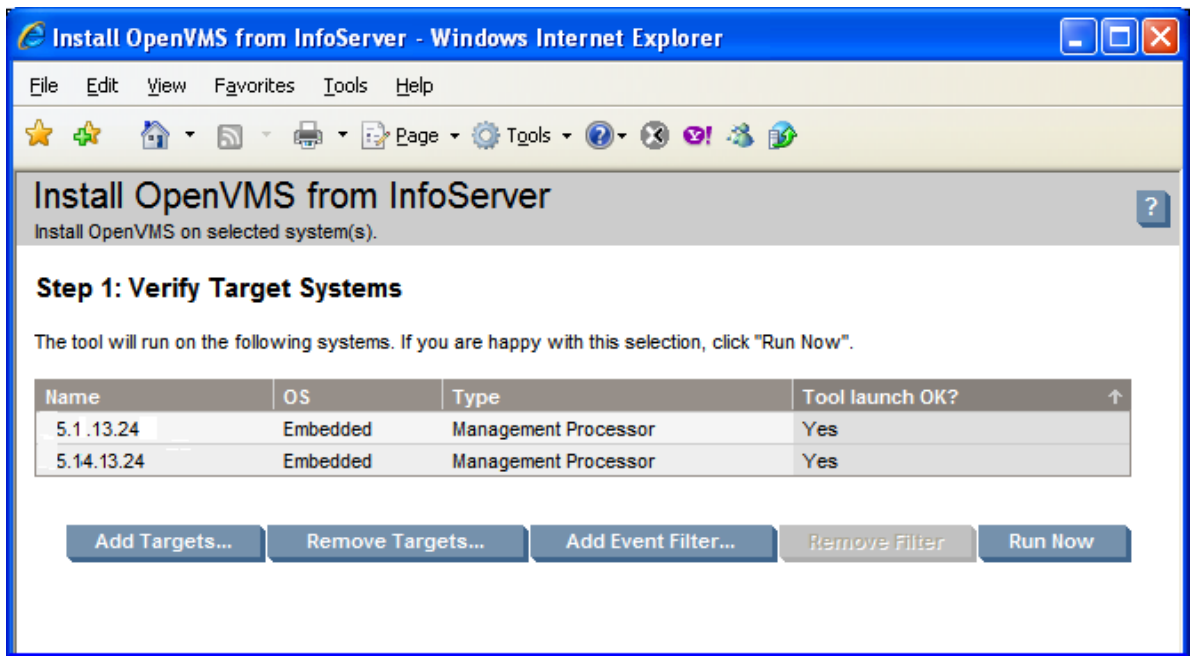 Install OpenVMS from InfoServer - Windows Internet Explorer
File Edit View Favorites Tools Help
Page Tools ? Y!
Install OpenVMS from InfoServer
?
Install OpenVMS on selected system(s).
Step 1: Verify Target Systems
The tool will run on the following systems. If you are happy with this selection, click "Run Now".
Name OS Type Tool launch OK?
5.1 .13.24 Embedded Management Processor Yes
5.14.13.24 Embedded Management Processor Yes
Add Targets... Remove Targets... Add Event Filter... Remove Filter Run Now